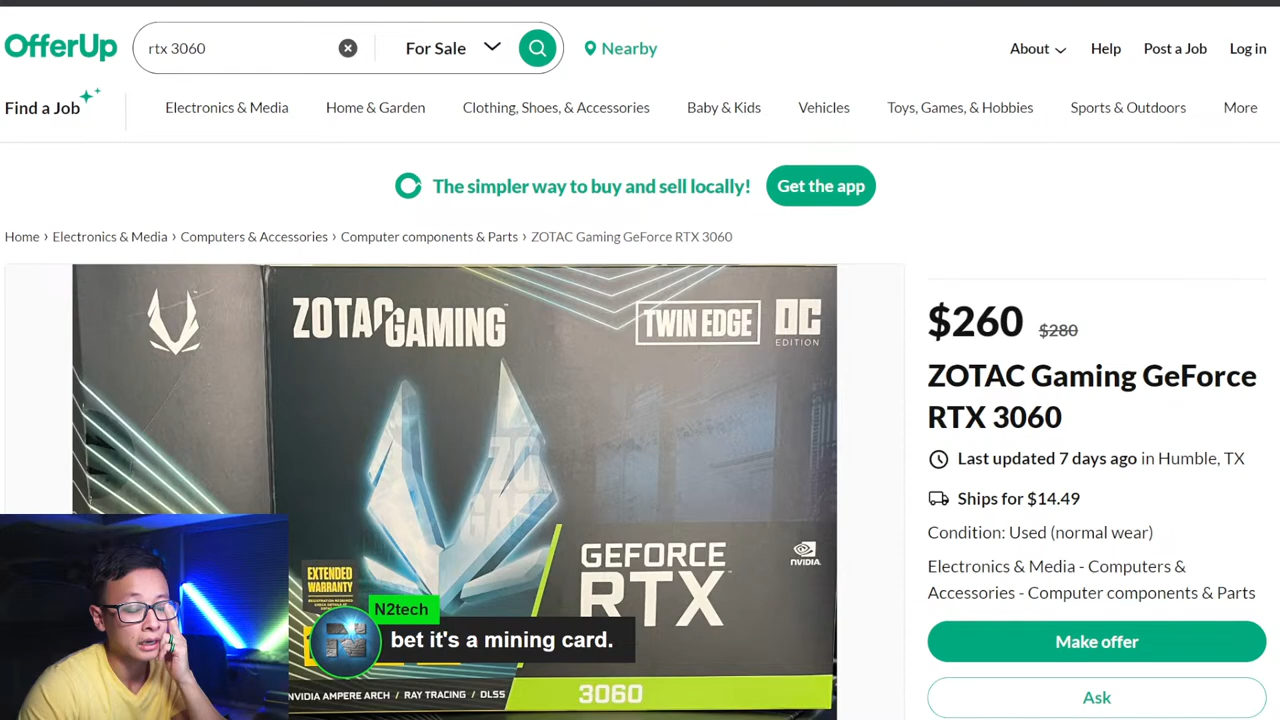 OfferUp
rtx 3060
For Sale
Nearby
About
Help
Post a Job
Log in
Find a Job
Electronics & Media
Home & Garden
Clothing, Shoes, & Accessories
Baby & Kids
Vehicles
Toys, Games, & Hobbies
Sports & Outdoors
More
The simpler way to buy and sell locally!
Get the app
Home › Electronics & Media › Computers & Accessories › Computer components & Parts › ZOTAC Gaming GeForce RTX 3060
ZOTAC GAMING
TWIN EDGE
OC
EDITION
ZOTAC
GAMING
EXTENDED
WARRANTY
GEFORCE
RTX
NVIDIA
NVIDIA AMPERE ARCH / RAY TRACING / DLSS
3060
N2tech
bet it's a mining card.
$260 $280
ZOTAC Gaming GeForce
RTX 3060
Last updated 7 days ago in Humble, TX
Ships for $14.49
Condition: Used (normal wear)
Electronics & Media - Computers &
Accessories - Computer components & Parts
Make offer
Ask